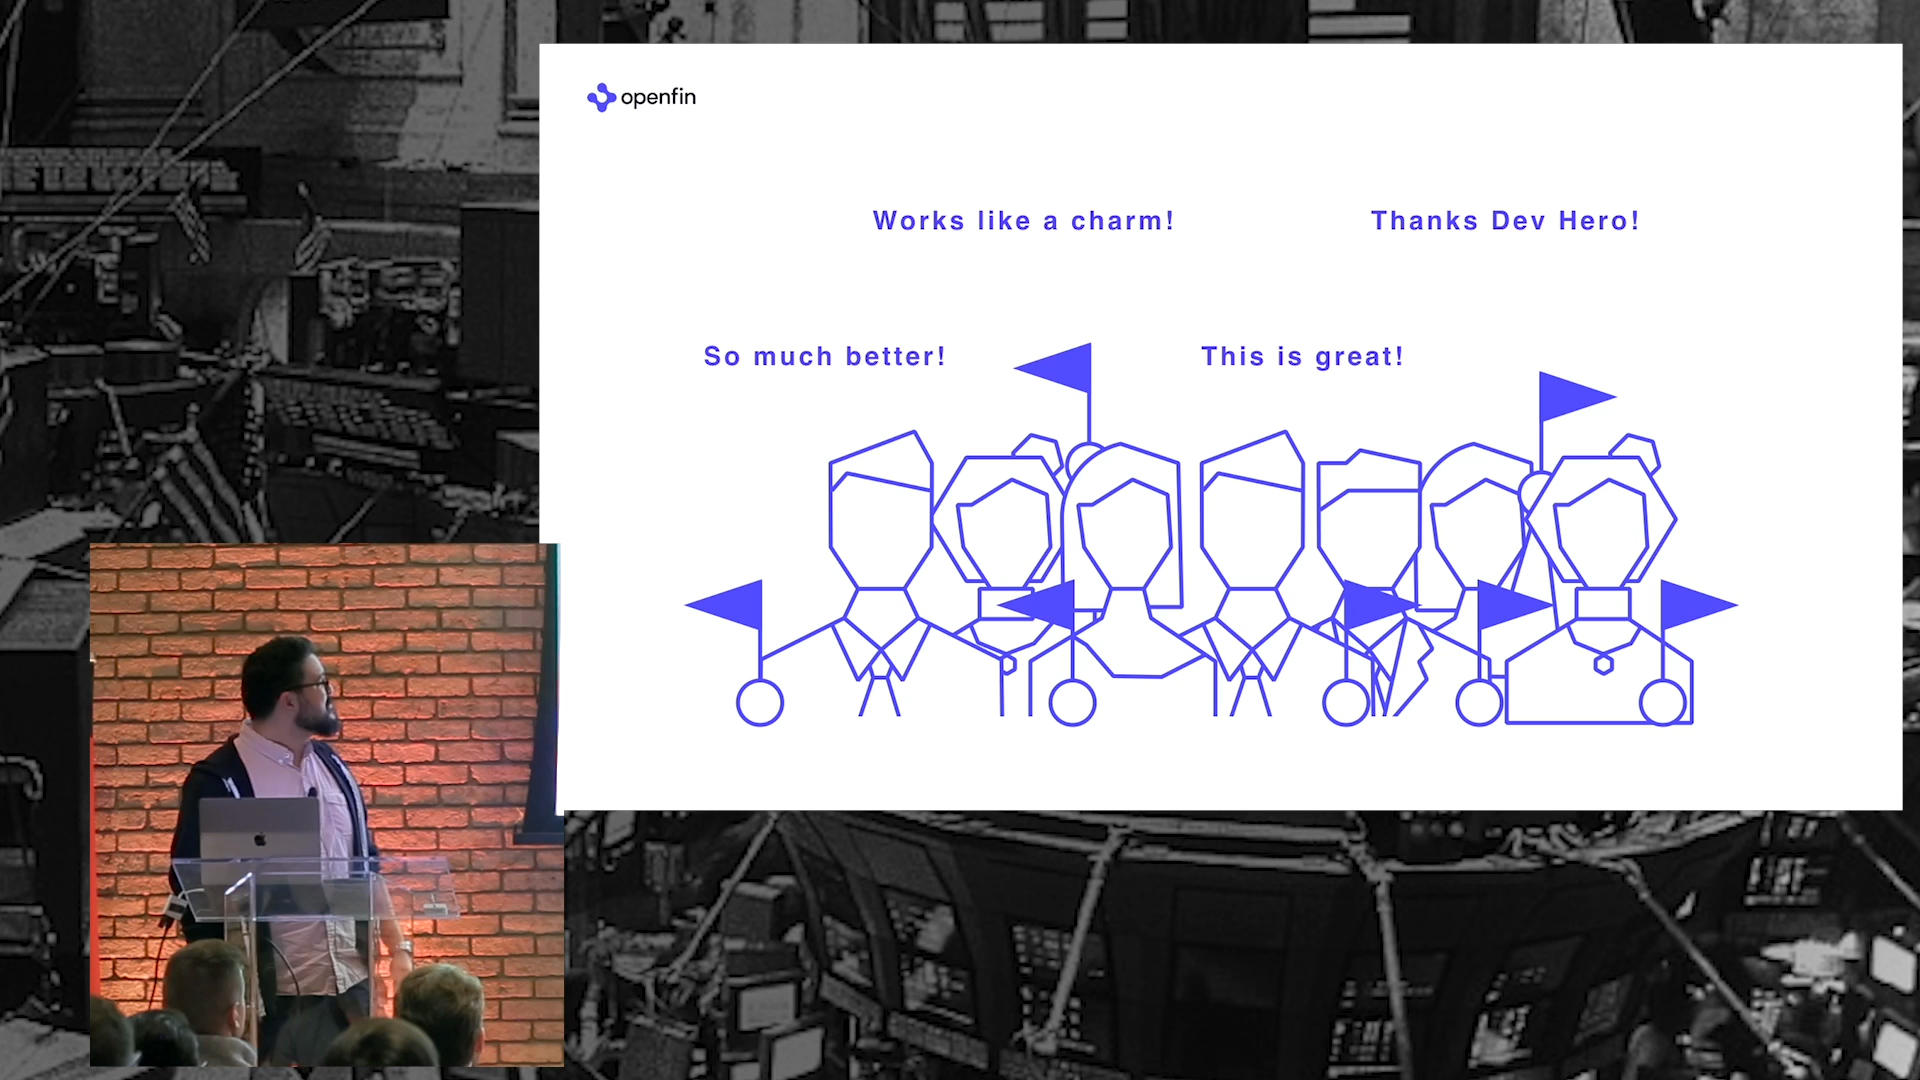 openfin
Works like a charm!
Thanks Dev Hero!
So much better!
This is great!